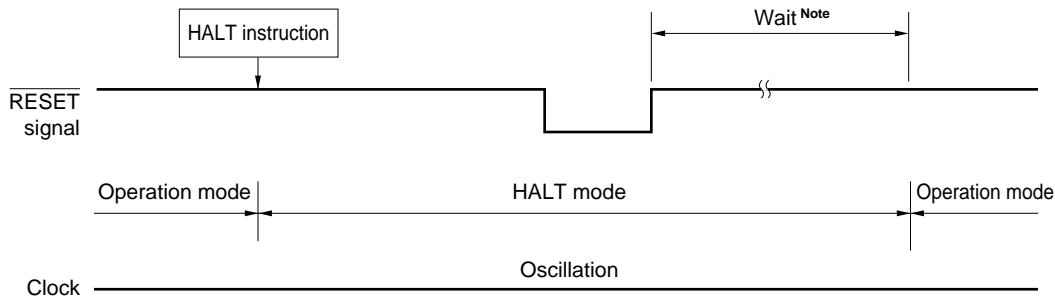 Wait Note
HALT instruction
RESET
signal
Operation mode
HALT mode
Operation mode
Oscillation
Clock